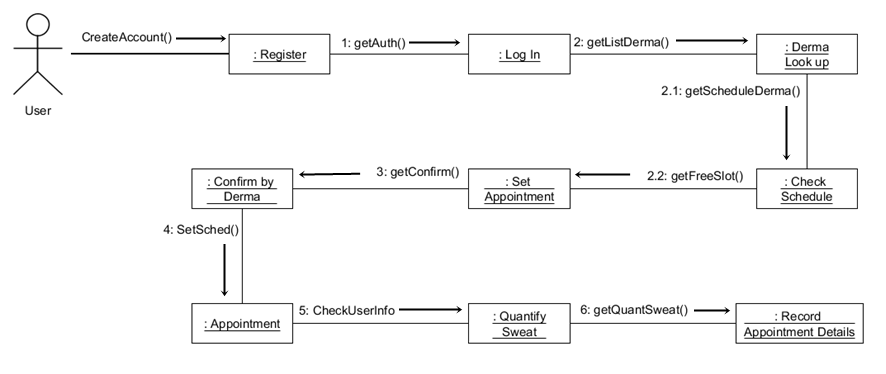 CreateAccount()
: Register
1: getAuth()
: Log In
2: getListDerma()
: Derma
Look up
User
2.1: getScheduleDerma()
: Confirm by
Derma
3: getConfirm()
: Set
Appointment
2.2: getFreeSlot()
: Check
Schedule
4: SetSched()
: Appointment
5: CheckUserInfo
: Quantify
Sweat
6: getQuantSweat()
: Record
Appointment Details